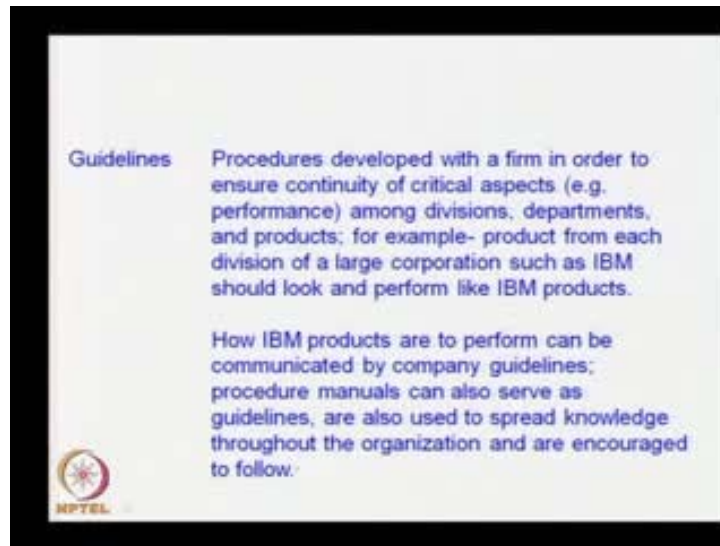 Guidelines Procedures developed with a firm in order to
ensure continuity of critical aspects (e.g.
performance) among divisions, departments,
and products; for example- product from each
division of a large corporation such as IBM
should look and perform like IBM products.
How IBM products are to perform can be
communicated by company guidelines;
procedure manuals can also serve as
guidelines, are also used to spread knowledge
throughout the organization and are encouraged
to follow.
NPTEL